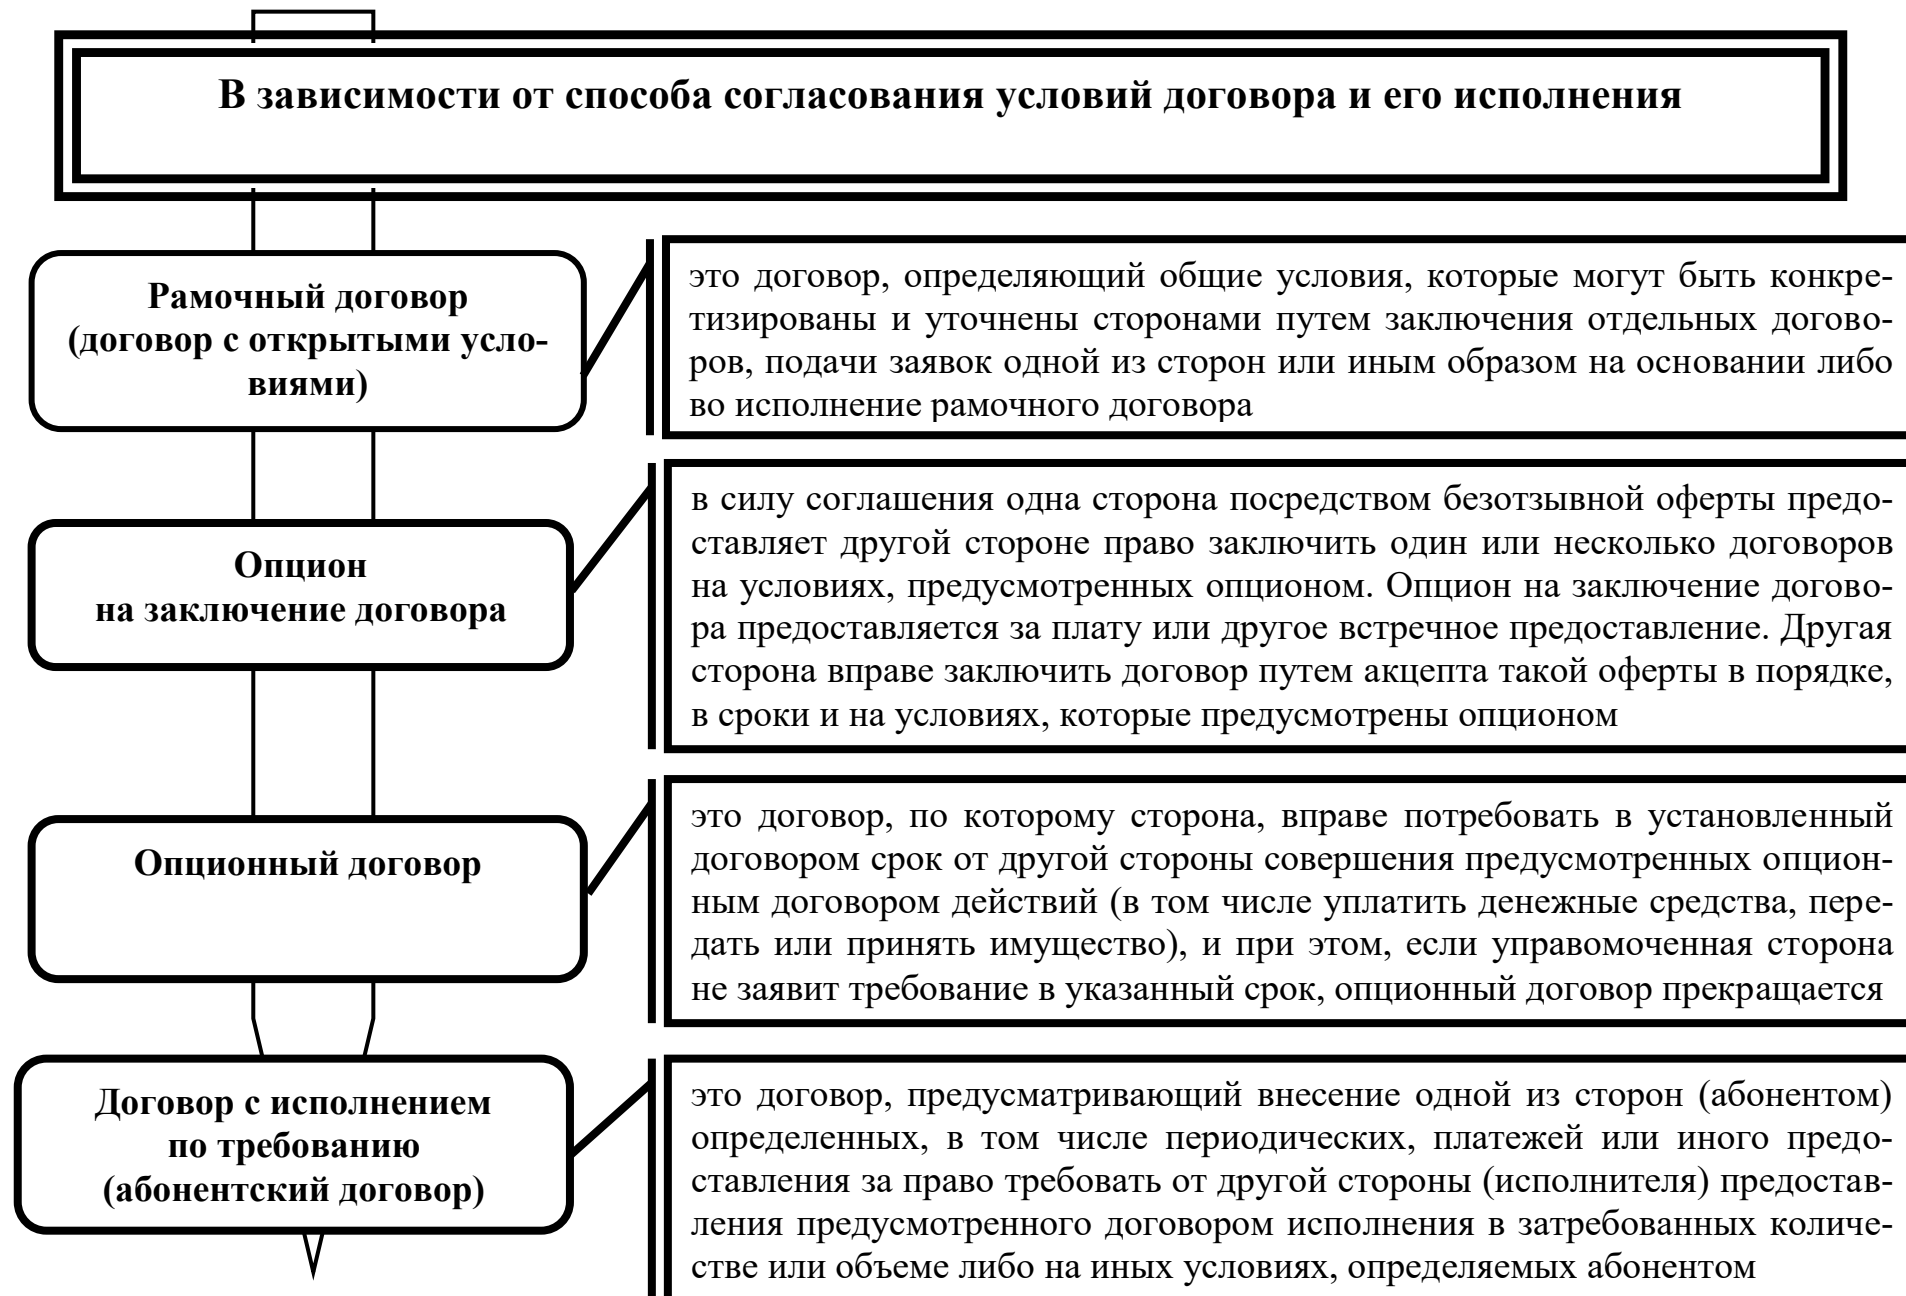 В зависимости от способа согласования условий договора и его исполнения
Рамочный договор
(договор с открытыми усло-
виями)
это договор, определяющий общие условия, которые могут быть конкре-
тизированы и уточнены сторонами путем заключения отдельных догово-
ров, подачи заявок одной из сторон или иным образом на основании либо
во исполнение рамочного договора
Опцион
на заключение договора
в силу соглашения одна сторона посредством безотзывной оферты предо-
ставляет другой стороне право заключить один или несколько договоров
на условиях, предусмотренных опционом. Опцион на заключение догово-
ра предоставляется за плату или другое встречное предоставление. Другая
сторона вправе заключить договор путем акцепта такой оферты в порядке,
в сроки и на условиях, которые предусмотрены опционом
Опционный договор
это договор, по которому сторона, вправе потребовать в установленный
договором срок от другой стороны совершения предусмотренных опцион-
ным договором действий (в том числе уплатить денежные средства, пере-
дать или принять имущество), и при этом, если управомоченная сторона
не заявит требование в указанный срок, опционный договор прекращается
Договор с исполнением
по требованию
(абонентский договор)
это договор, предусматривающий внесение одной из сторон (абонентом)
определенных, в том числе периодических, платежей или иного предо-
ставления за право требовать от другой стороны (исполнителя) предостав-
ления предусмотренного договором исполнения в затребованных количе-
стве или объеме либо на иных условиях, определяемых абонентом